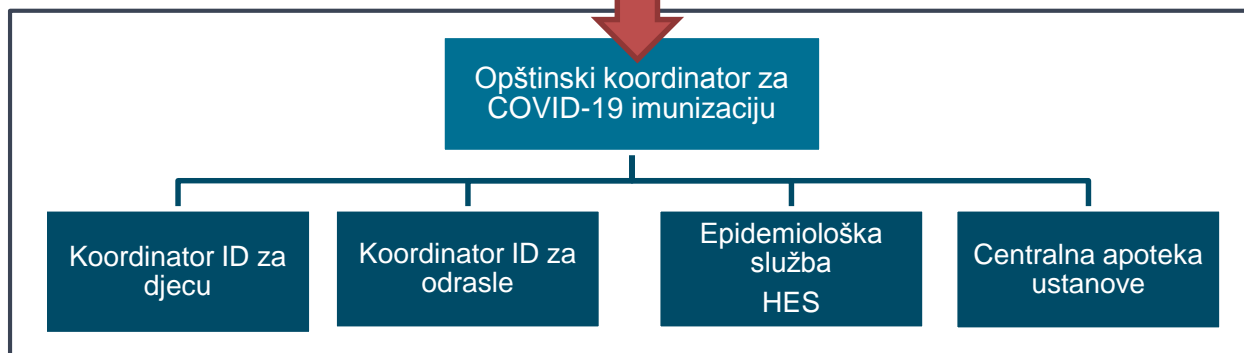 Opštinski koordinator za
COVID-19 imunizaciju
Koordinator ID za
djecu
Koordinator ID za
odrasle
Epidemiološka
služba
HES
Centralna apoteka
ustanove